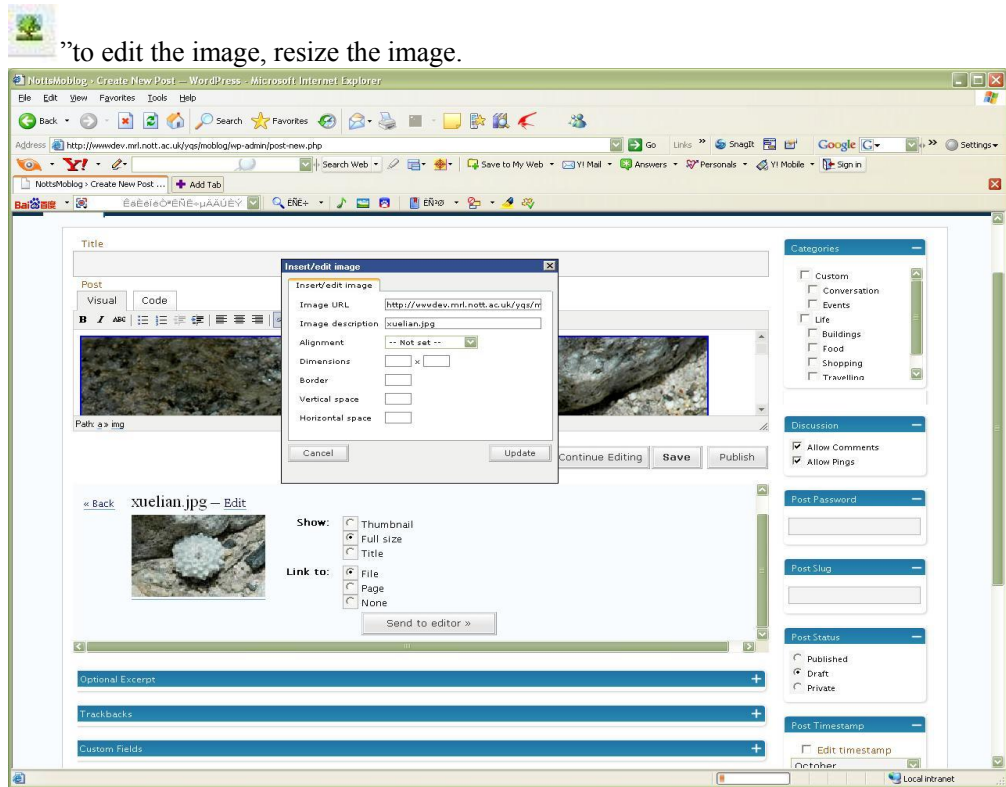 ”to edit the image, resize the image.
NottsMoblog › Create New Post — WordPress - Microsoft Internet Explorer
File Edit View Favorites Tools Help
Back Search Favorites
Address http://wwwdev.mrl.nott.ac.uk/yqs/moblog/wp-admin/post-new.php Go Links » SnagIt Google G » Settings
Y! Search Web Save to My Web Y! Mail Answers Personals Y! Mobile Sign in
NottsMoblog › Create New Post ... Add Tab
Bai百度
Title
Post
Visual Code
B I ABC
Path: a » img
Insert/edit image
Insert/edit image
Image URL http://wwwdev.mrl.nott.ac.uk/yqs/m
Image description xuelian.jpg
Alignment -- Not set --
Dimensions x
Border
Vertical space
Horizontal space
Cancel Update
Continue Editing Save Publish
« Back xuelian.jpg — Edit
Show: Thumbnail
Full size
Title
Link to: File
Page
None
Send to editor »
Optional Excerpt +
Trackbacks +
Custom Fields +
Categories –
Custom
Conversation
Events
Life
Buildings
Food
Shopping
Travelling
Discussion –
Allow Comments
Allow Pings
Post Password –
Post Slug –
Post Status –
Published
Draft
Private
Post Timestamp –
Edit timestamp
October
Local intranet